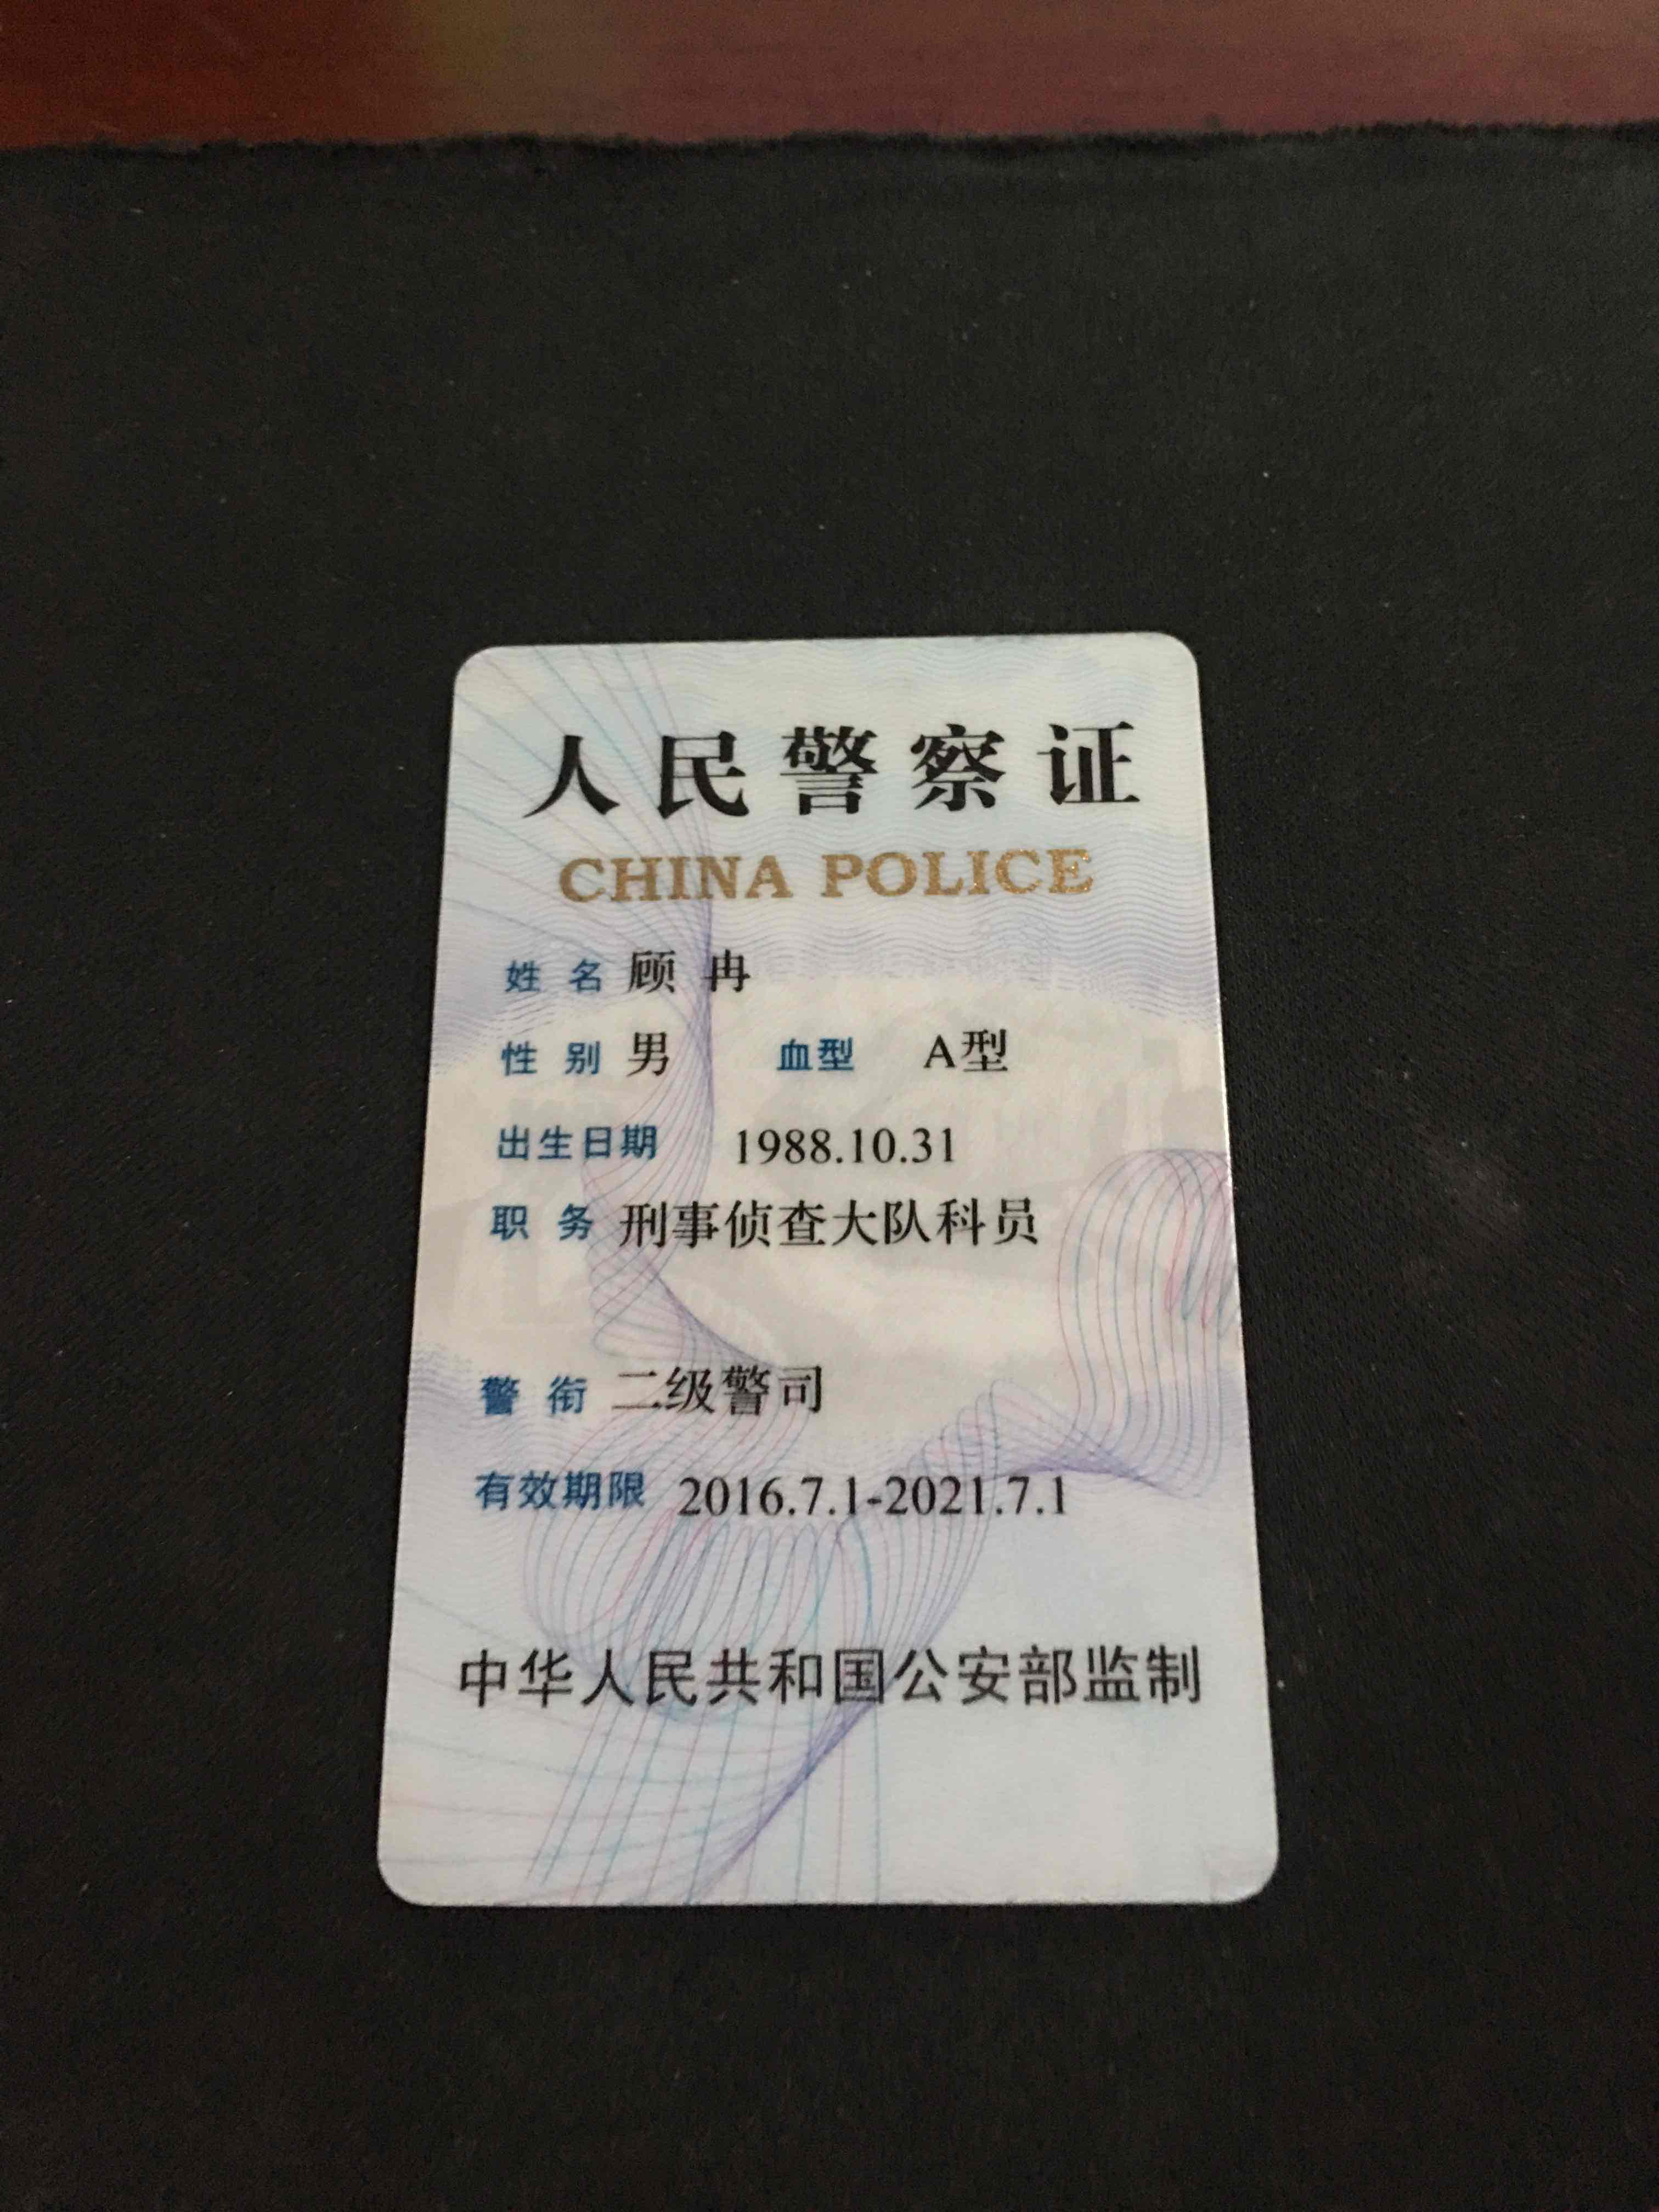 人民警察证
CHINA POLICE
姓名 顾冉
性别 男 血型 A型
出生日期 1988.10.31
职务 刑事侦查大队科员
警衔 二级警司
有效期限 2016.7.1-2021.7.1
中华人民共和国公安部监制